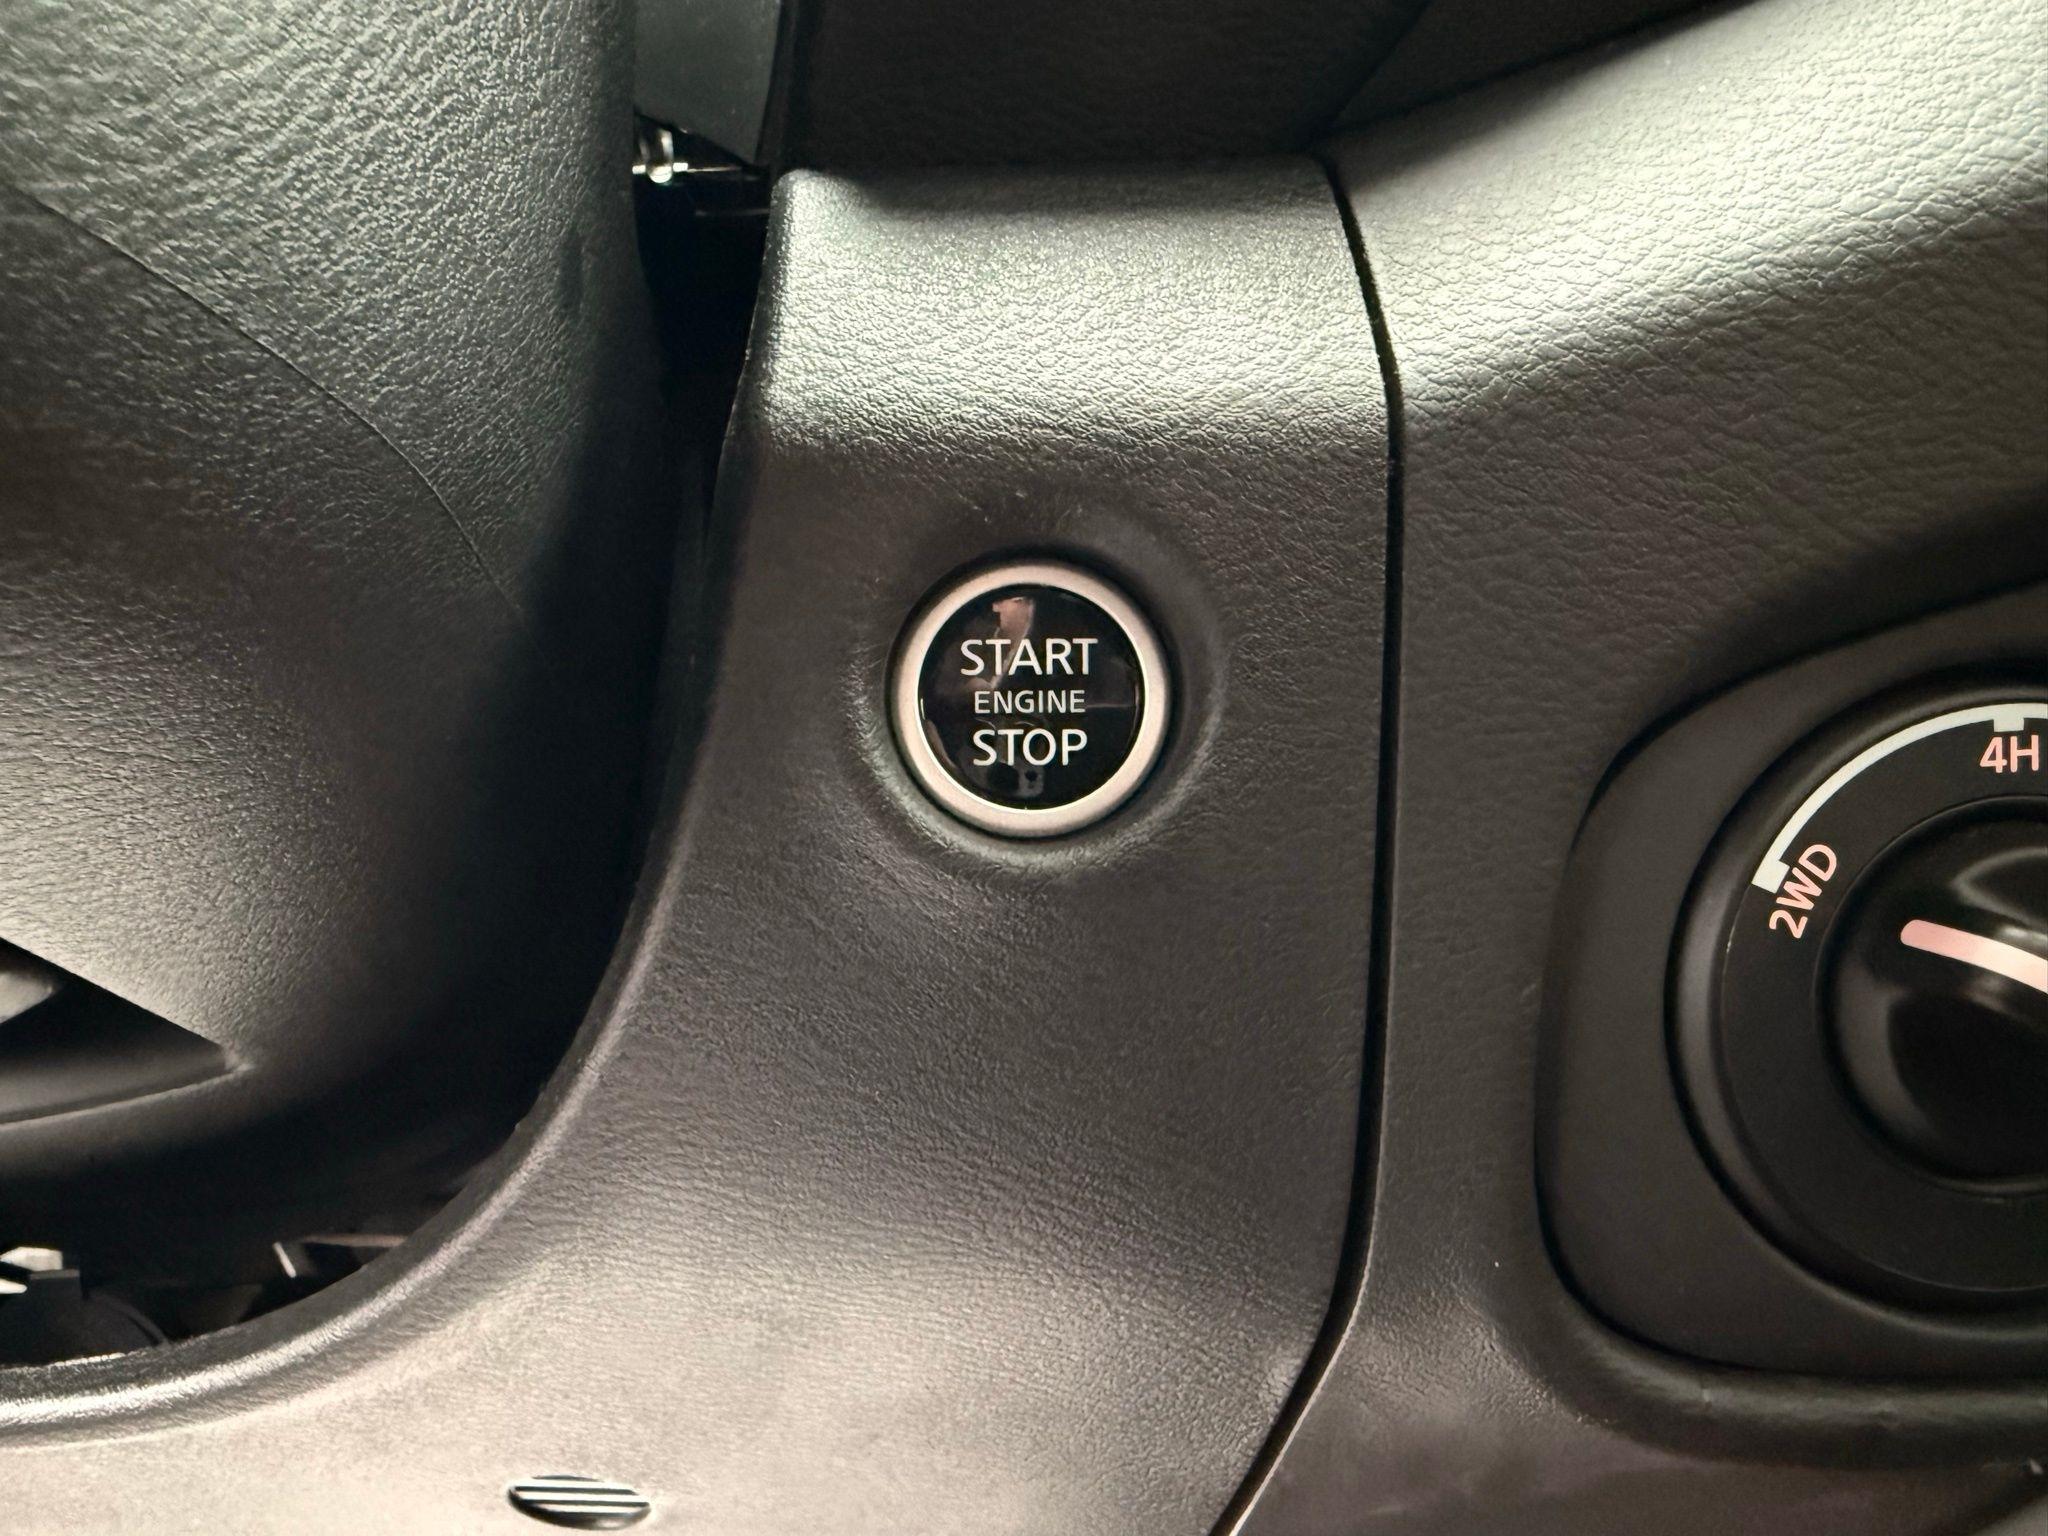 START
ENGINE
STOP
4H
2WD